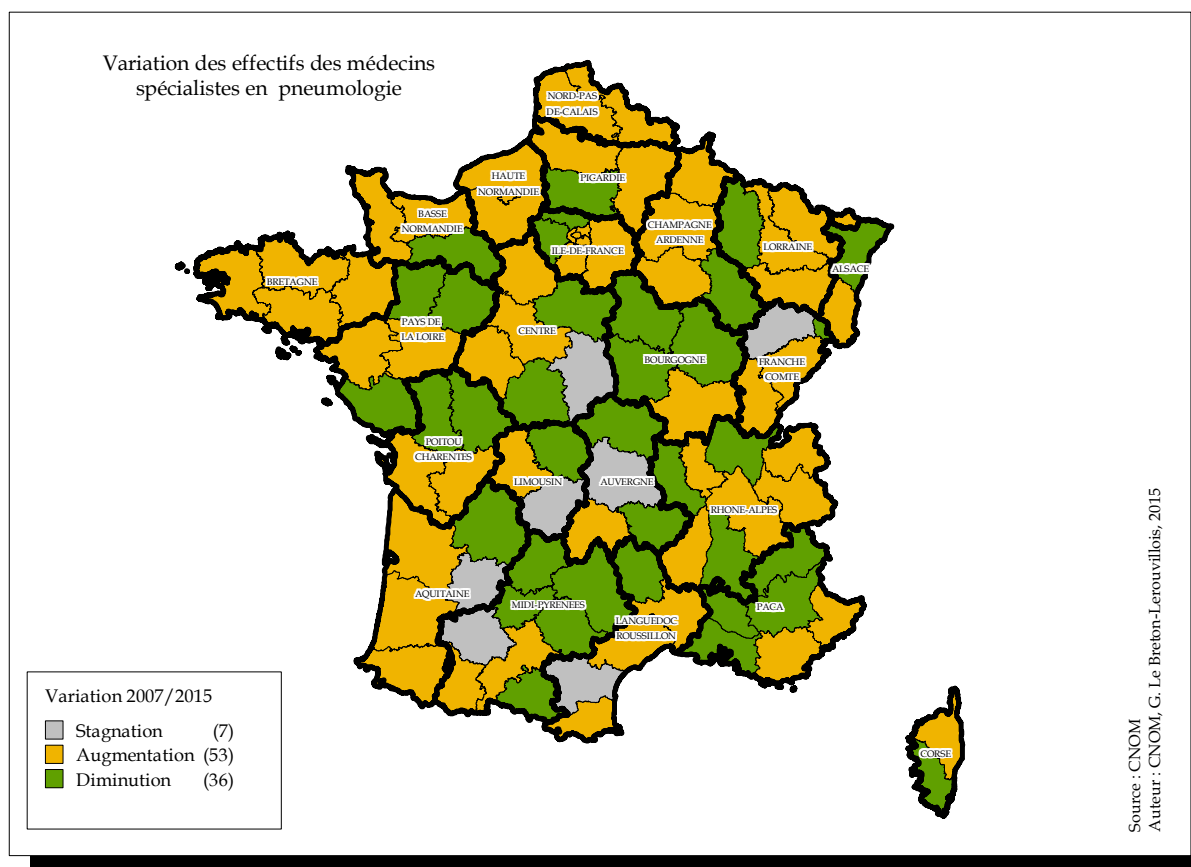 Variation des effectifs des médecins
spécialistes en pneumologie
NORD-PAS
DE-CALAIS
HAUTE
NORMANDIE
PIGARDIE
BASSE
NORMANDIE
CHAMPAGNE
ARDENNE
ILE-DE-FRANCE
LORRAINE
ALSACE
BRETAGNE
PAYS DE
LA LOIRE
CENTRE
BOURGOGNE
FRANCHE
COMTE
POITOU
CHARENTES
LIMOUSIN
AUVERGNE
RHONE-ALPES
AQUITAINE
MIDI-PYRENEES
LANGUEDOC
ROUSSILLON
PACA
CORSE
Variation 2007/2015
Stagnation (7)
Augmentation (53)
Diminution (36)
Source : CNOM
Auteur : CNOM, G. Le Breton-Lerouvillois, 2015